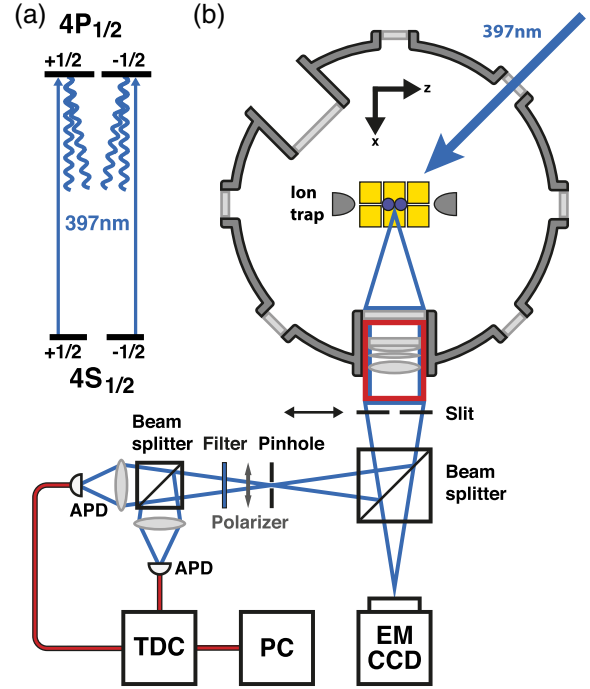 (a)
4P1/2
+1/2 -1/2
397nm
+1/2 -1/2
4S1/2
(b)
397nm
z
x
Ion
trap
Slit
Beam
splitter
Filter
Pinhole
Beam
splitter
Polarizer
APD
APD
TDC
PC
EM
CCD